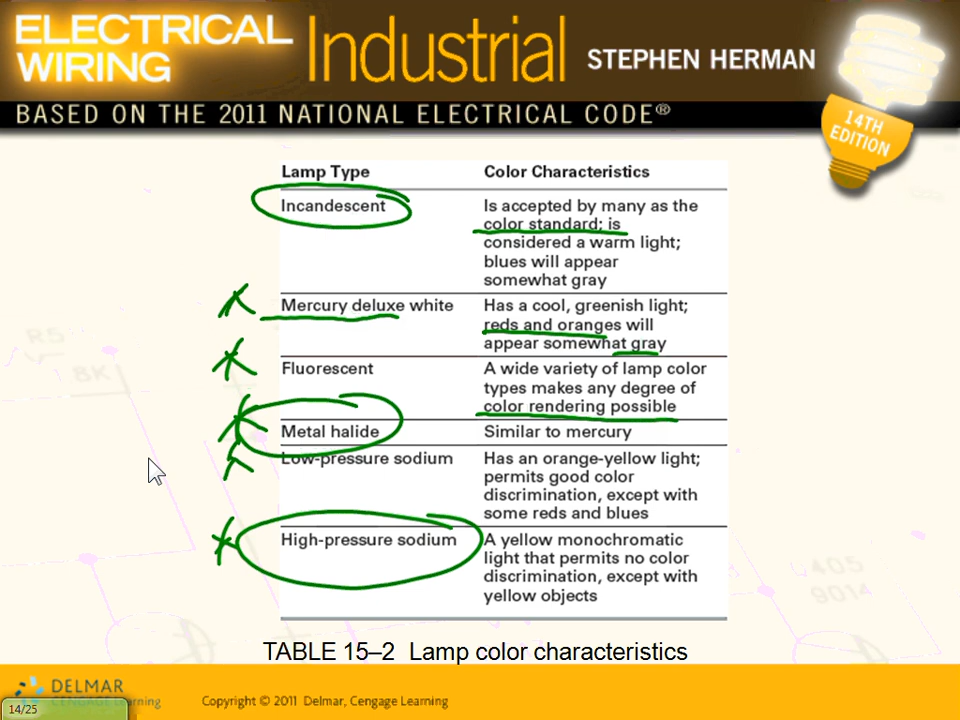 ELECTRICAL
WIRING
Industrial
STEPHEN HERMAN
BASED ON THE 2011 NATIONAL ELECTRICAL CODE®
14TH
EDITION
Lamp Type Color Characteristics
Incandescent Is accepted by many as the
color standard; is
considered a warm light;
blues will appear
somewhat gray
Mercury deluxe white Has a cool, greenish light;
reds and oranges will
appear somewhat gray
Fluorescent A wide variety of lamp color
types makes any degree of
color rendering possible
Metal halide Similar to mercury
Low-pressure sodium Has an orange-yellow light;
permits good color
discrimination, except with
some reds and blues
High-pressure sodium A yellow monochromatic
light that permits no color
discrimination, except with
yellow objects
TABLE 15–2 Lamp color characteristics
R5
8K
405
9014
DELMAR
CENGAGE Learning
Copyright © 2011 Delmar, Cengage Learning
14/25